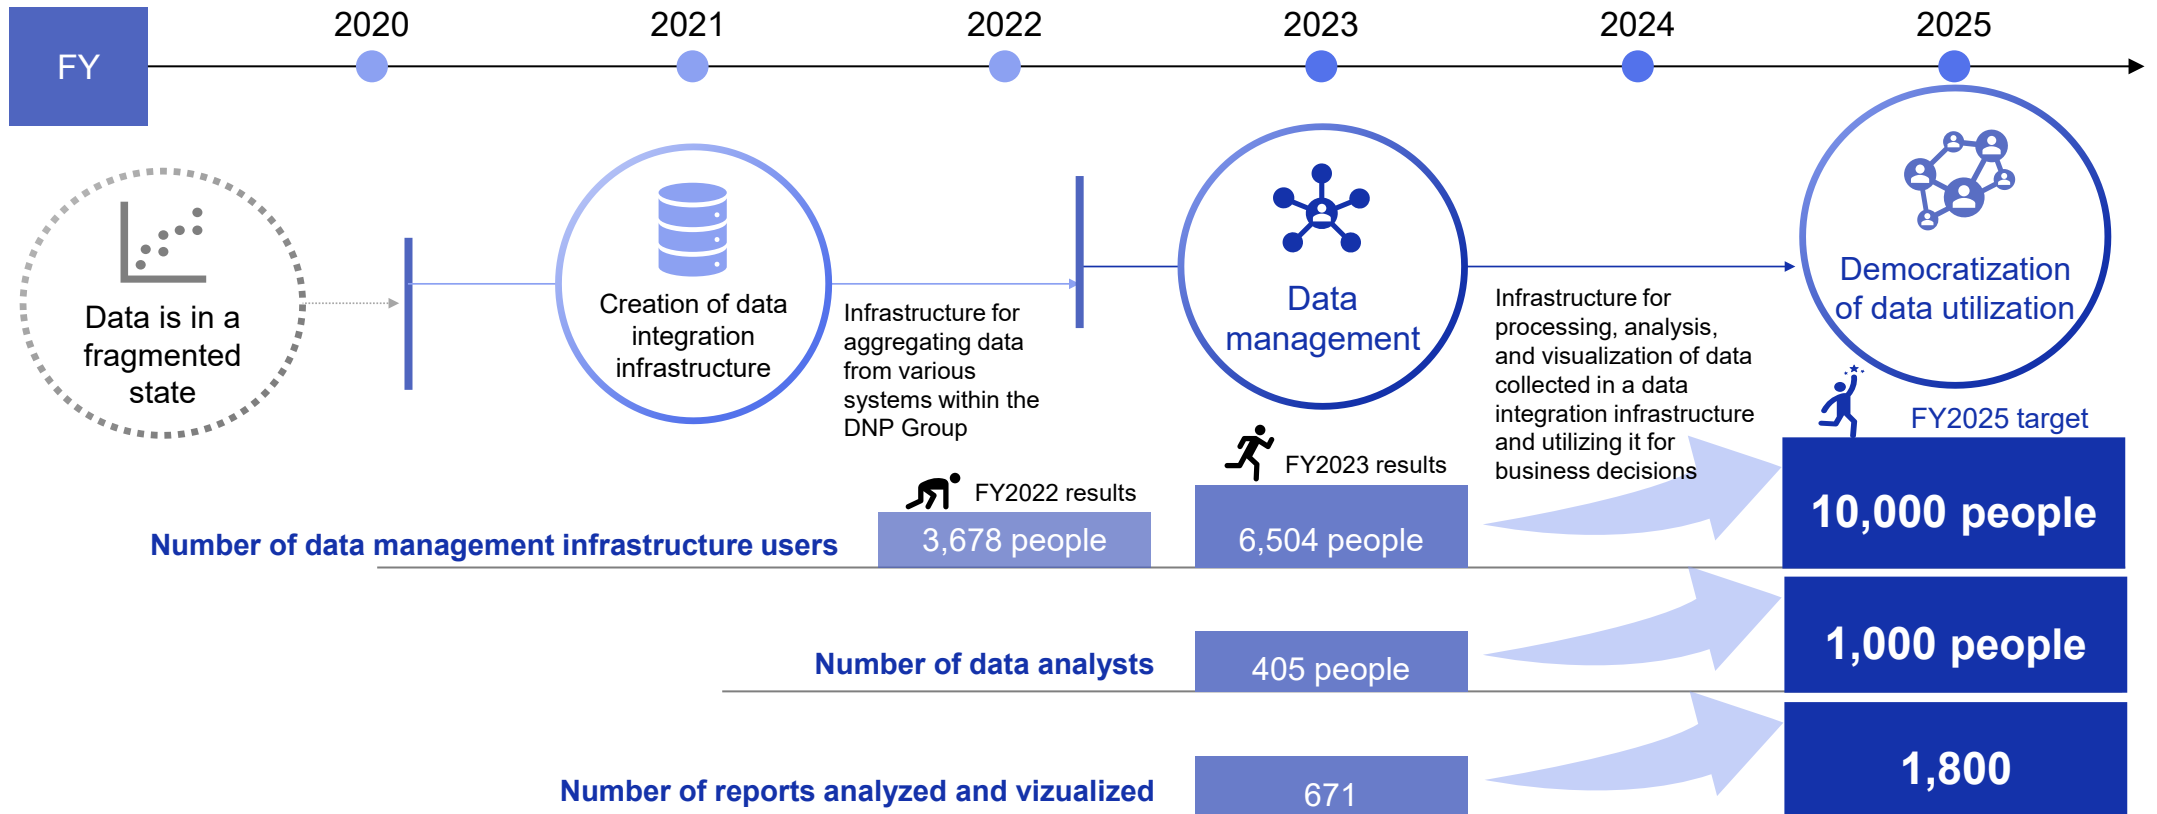 FY
2020
2021
2022
2023
2024
2025
Data is in a
fragmented
state
Creation of data
integration
infrastructure
Infrastructure for
aggregating data
from various
systems within the
DNP Group
Data
management
Infrastructure for
processing, analysis,
and visualization of data
collected in a data
integration infrastructure
and utilizing it for
business decisions
Democratization
of data utilization
FY2022 results
FY2023 results
FY2025 target
Number of data management infrastructure users
3,678 people
6,504 people
10,000 people
Number of data analysts
405 people
1,000 people
Number of reports analyzed and vizualized
671
1,800